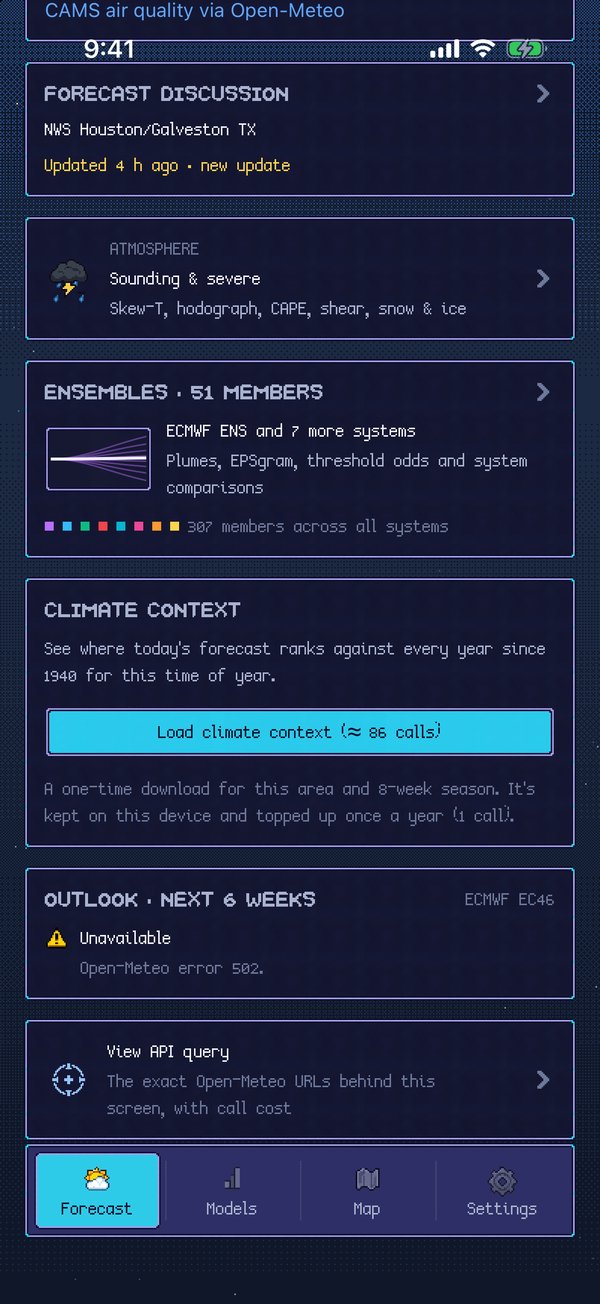 CAMS air quality via Open-Meteo
9:41
FORECAST DISCUSSION
NWS Houston/Galveston TX
Updated 4 h ago · new update
ATMOSPHERE
Sounding & severe
Skew-T, hodograph, CAPE, shear, snow & ice
ENSEMBLES · 51 MEMBERS
ECMWF ENS and 7 more systems
Plumes, EPSgram, threshold odds and system
comparisons
307 members across all systems
CLIMATE CONTEXT
See where today's forecast ranks against every year since
1940 for this time of year.
Load climate context (≈ 86 calls)
A one-time download for this area and 8-week season. It's
kept on this device and topped up once a year (1 call).
OUTLOOK · NEXT 6 WEEKS
ECMWF EC46
Unavailable
Open-Meteo error 502.
View API query
The exact Open-Meteo URLs behind this
screen, with call cost
Forecast
Models
Map
Settings